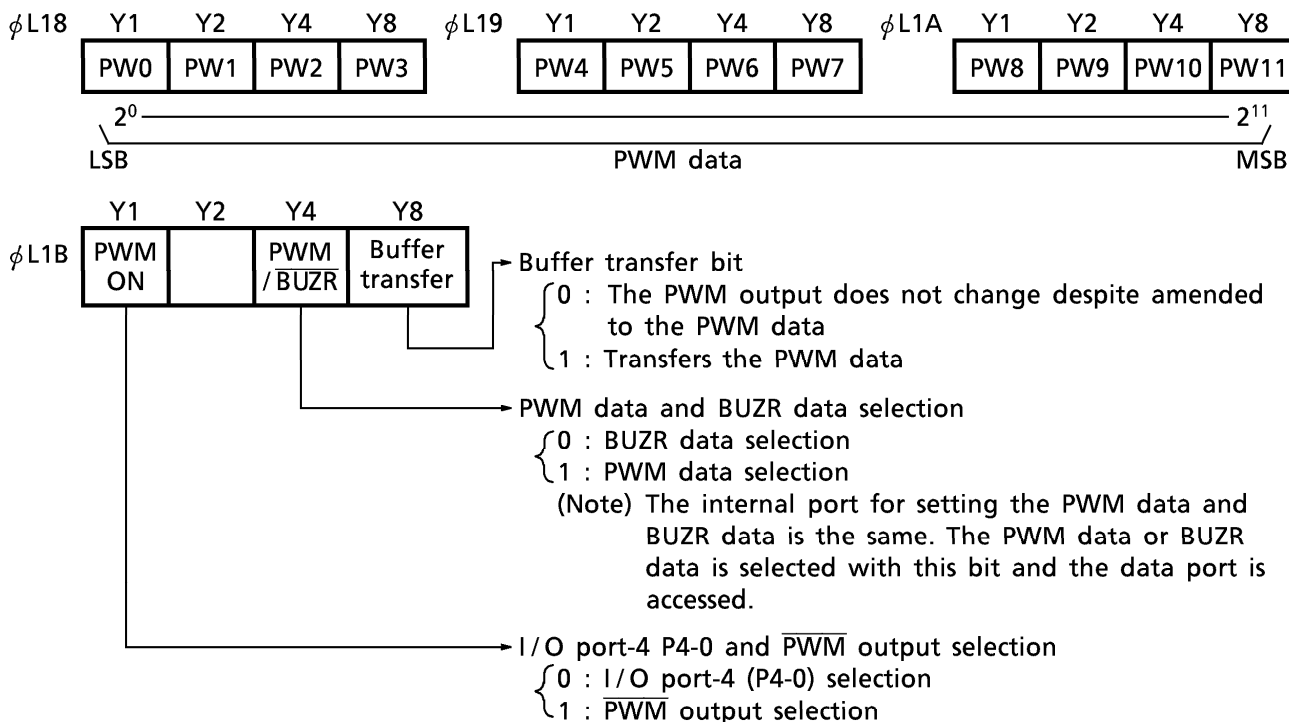 ϕL18 Y1 Y2 Y4 Y8 ϕL19 Y1 Y2 Y4 Y8 ϕL1A Y1 Y2 Y4 Y8
PW0 PW1 PW2 PW3 PW4 PW5 PW6 PW7 PW8 PW9 PW10 PW11
2⁰ 2¹¹
LSB PWM data MSB
Y1 Y2 Y4 Y8
ϕL1B PWM ON PWM / B̅U̅Z̅R̅ Buffer transfer
Buffer transfer bit
0 : The PWM output does not change despite amended
to the PWM data
1 : Transfers the PWM data
PWM data and BUZR data selection
0 : BUZR data selection
1 : PWM data selection
(Note) The internal port for setting the PWM data and
BUZR data is the same. The PWM data or BUZR
data is selected with this bit and the data port is
accessed.
I/O port-4 P4-0 and P̅W̅M̅ output selection
0 : I/O port-4 (P4-0) selection
1 : P̅W̅M̅ output selection